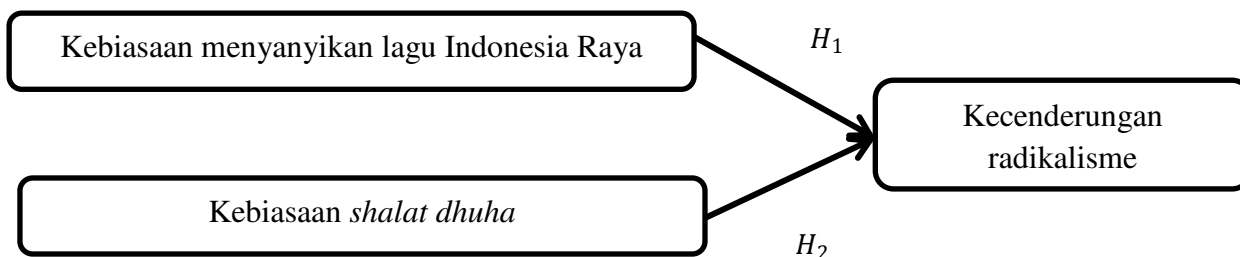 Kebiasaan menyanyikan lagu Indonesia Raya
H₁
Kecenderungan
radikalisme
Kebiasaan shalat dhuha
H₂